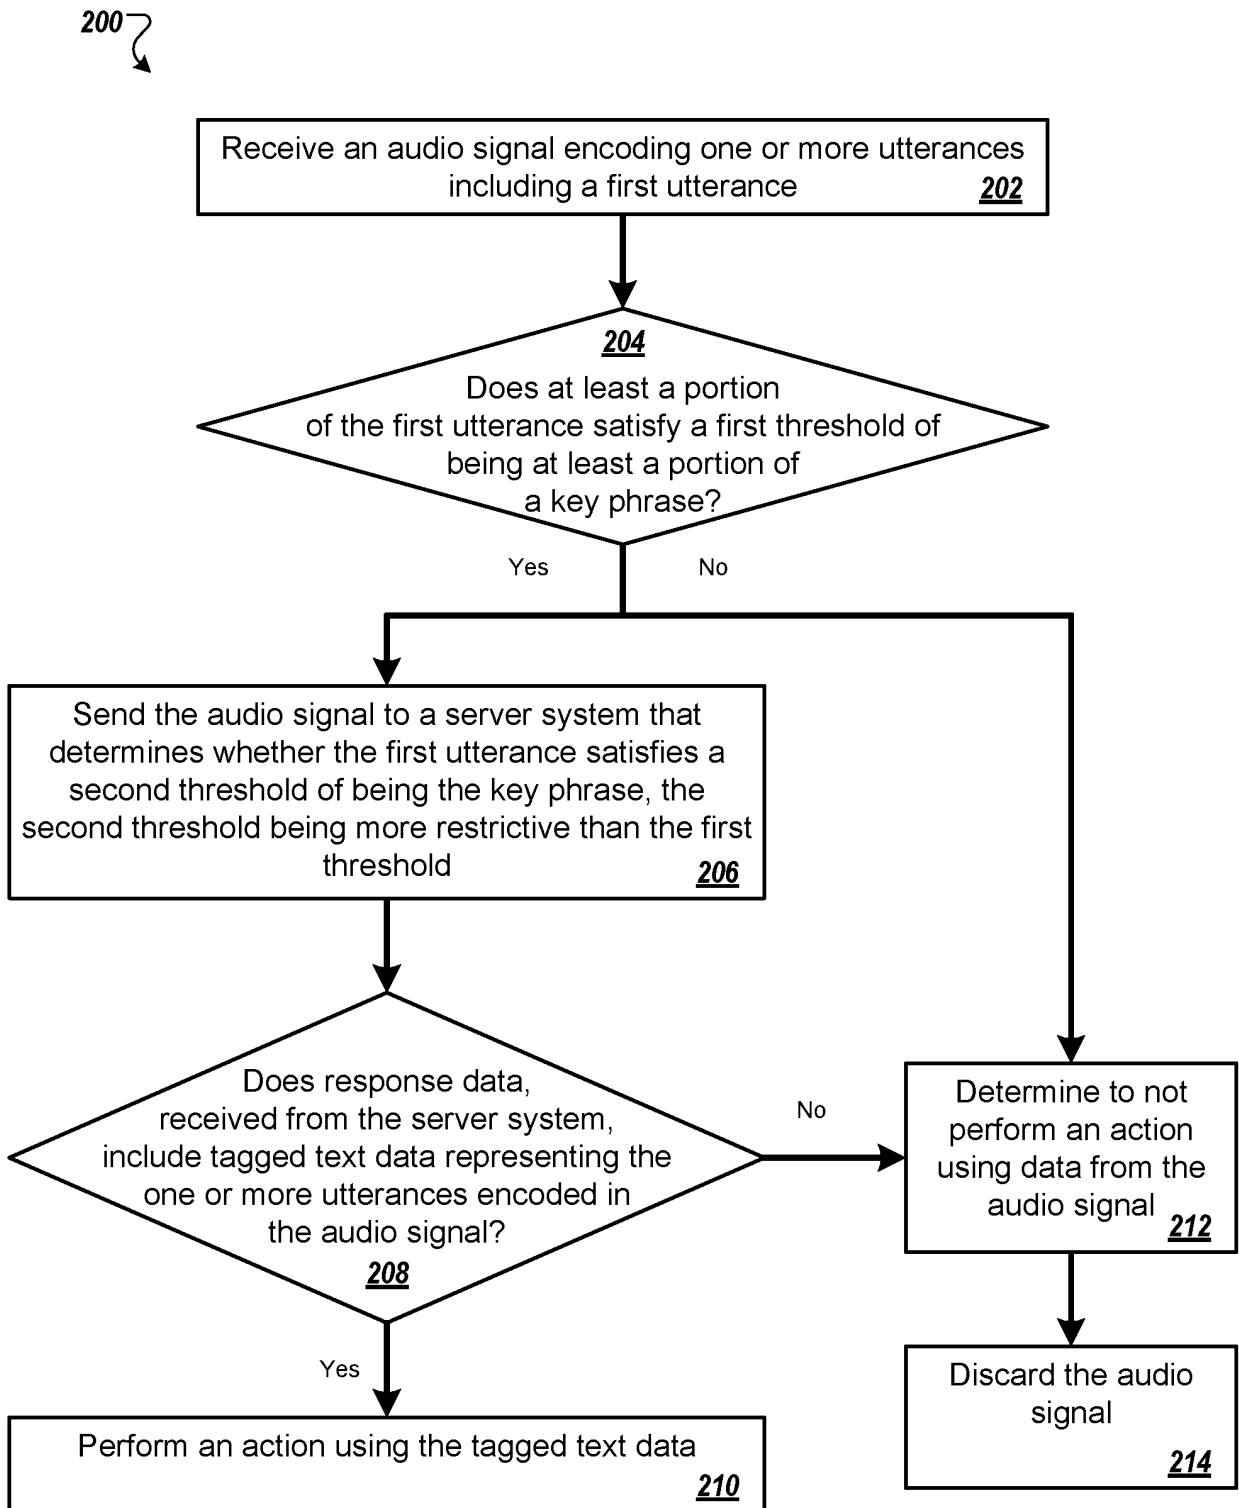 200
Receive an audio signal encoding one or more utterances
including a first utterance
202
204
Does at least a portion
of the first utterance satisfy a first threshold of
being at least a portion of
a key phrase?
Yes
No
Send the audio signal to a server system that
determines whether the first utterance satisfies a
second threshold of being the key phrase, the
second threshold being more restrictive than the first
threshold
206
Does response data,
received from the server system,
include tagged text data representing the
one or more utterances encoded in
the audio signal?
208
No
Determine to not
perform an action
using data from the
audio signal
212
Yes
Discard the audio
signal
214
Perform an action using the tagged text data
210